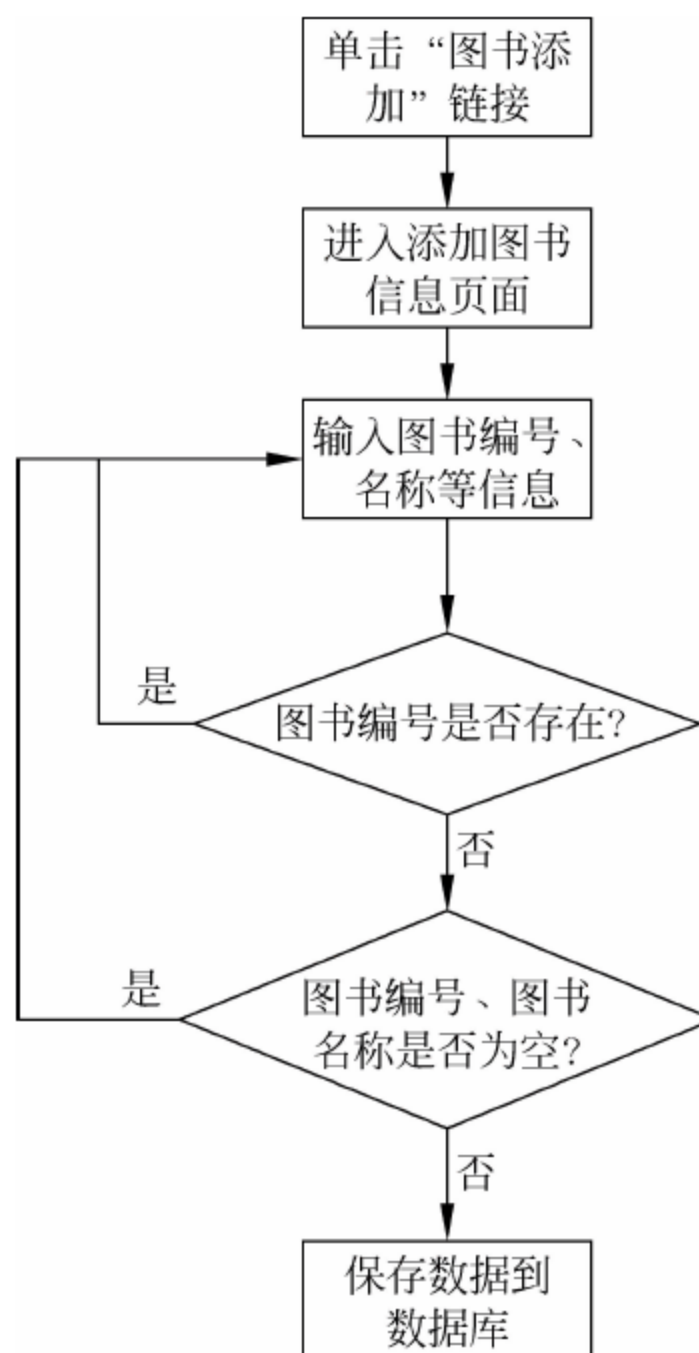 单击“图书添
加”链接
进入添加图书
信息页面
输入图书编号、
名称等信息
是
图书编号是否存在?
否
是
图书编号、图书
名称是否为空?
否
保存数据到
数据库